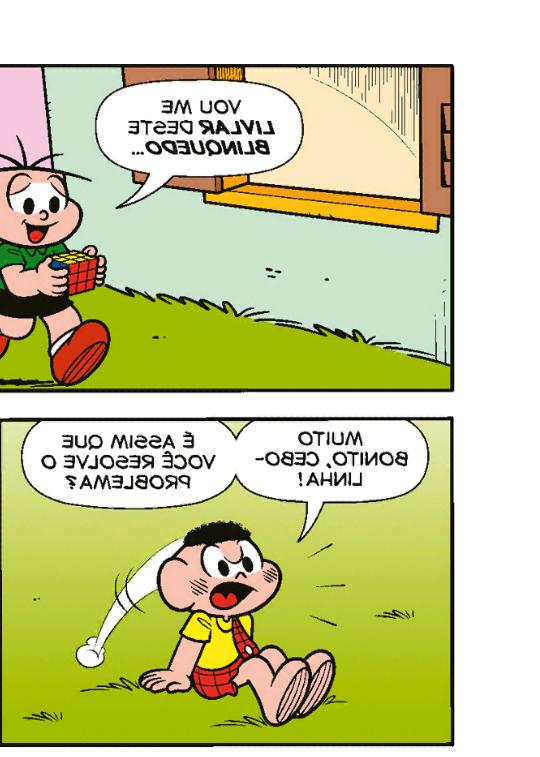 VOU ME
LIVLAR DESTE
BLINQUEDO...
MUITO
BONITO, CEBO-
LINHA!
É ASSIM QUE
VOCÊ RESOLVE O
PROBLEMA?